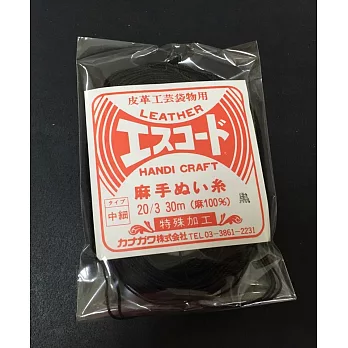 皮革工芸袋物用
LEATHER
エスコード
HANDI CRAFT
麻手ぬい糸
タイプ
中細
20/3 30m (麻100%)
黒
特殊加工
カナガワ株式会社 TEL 03-3861-2231